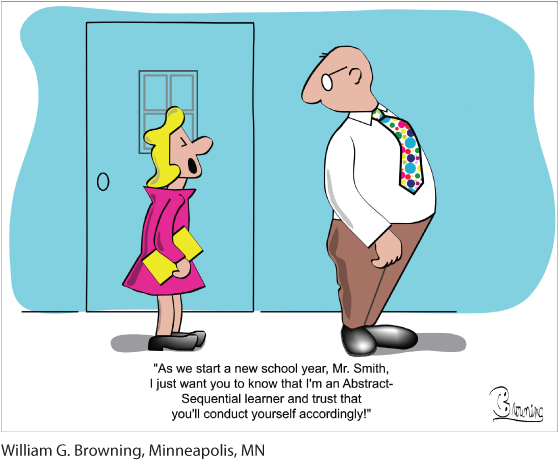 "As we start a new school year, Mr. Smith,
I just want you to know that I'm an Abstract-
Sequential learner and trust that
you'll conduct yourself accordingly!"
Browning
William G. Browning, Minneapolis, MN